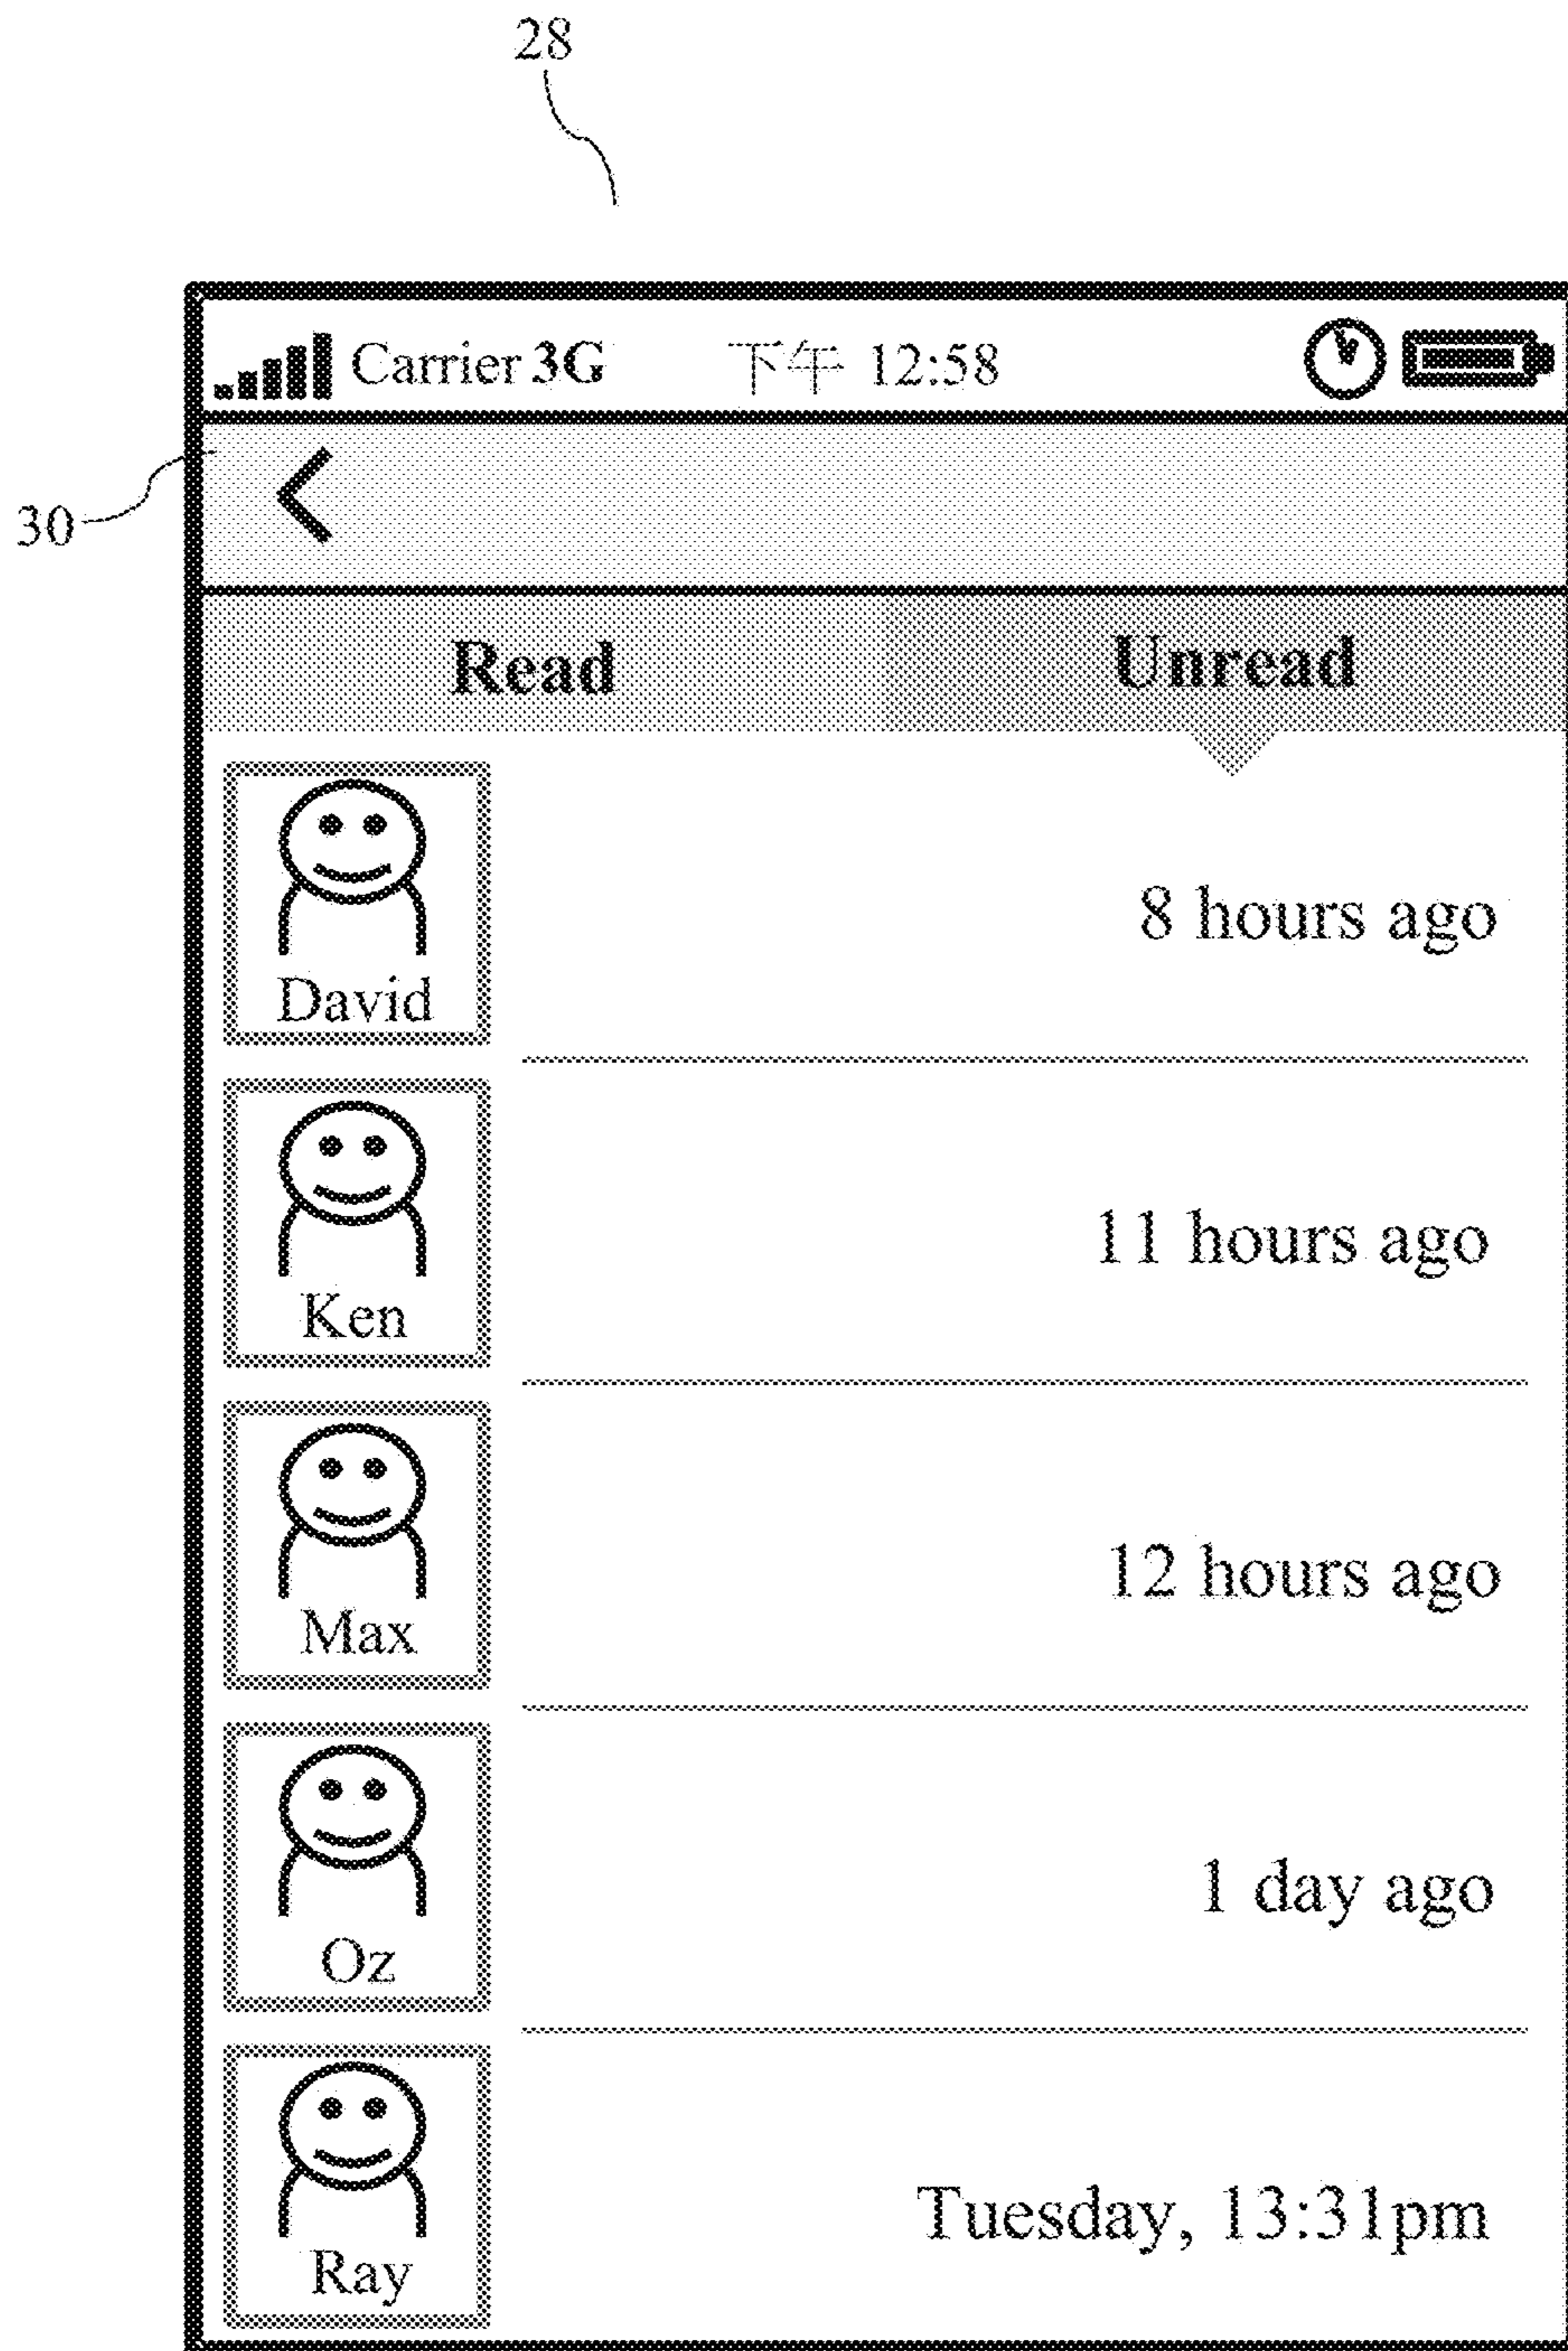 28
Carrier 3G 下午 12:58
30
Read Unread
8 hours ago
David
11 hours ago
Ken
12 hours ago
Max
1 day ago
Oz
Tuesday, 13:31pm
Ray